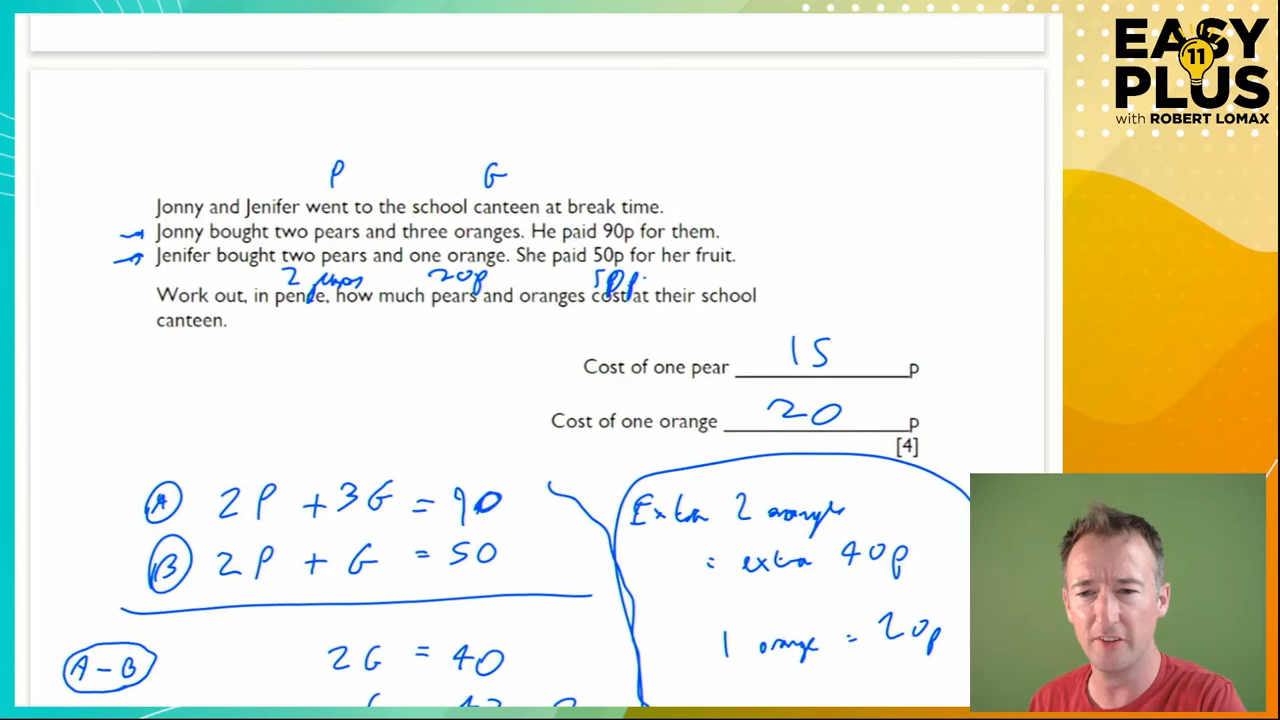 EASY
11
PLUS
with ROBERT LOMAX
P G
Jonny and Jenifer went to the school canteen at break time.
Jonny bought two pears and three oranges. He paid 90p for them.
Jenifer bought two pears and one orange. She paid 50p for her fruit.
2 20p 50p
Work out, in pence, how much pears and oranges cost at their school
canteen.
Cost of one pear 15 p
Cost of one orange 20 p
[4]
A 2P + 3G = 90
B 2P + G = 50
A - B 2G = 40
Extra 2 oranges
= extra 40p
1 orange = 20p